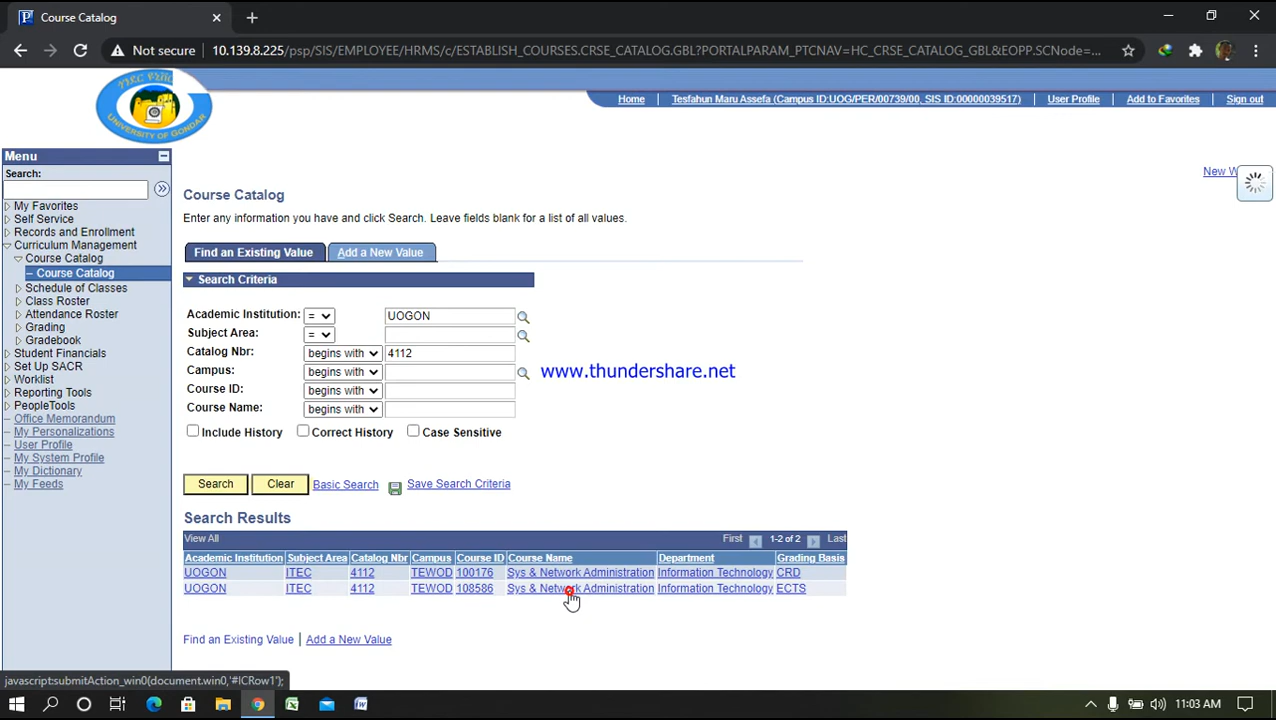 Course Catalog
Not secure 10.139.8.225/psp/SIS/EMPLOYEE/HRMS/c/ESTABLISH_COURSES.CRSE_CATALOG.GBL?PORTALPARAM_PTCNAV=HC_CRSE_CATALOG_GBL&EOPP.SCNode=...
UNIVERSITY OF GONDAR
Home Tesfahun Maru Assefa (Campus ID:UOG/PER/00739/00, SIS ID:00000039517) User Profile Add to Favorites Sign out
Menu
Search:
My Favorites
Self Service
Records and Enrollment
Curriculum Management
Course Catalog
– Course Catalog
Schedule of Classes
Class Roster
Attendance Roster
Grading
Gradebook
Student Financials
Set Up SACR
Worklist
Reporting Tools
PeopleTools
Office Memorandum
My Personalizations
User Profile
My System Profile
My Dictionary
My Feeds
New W
Course Catalog
Enter any information you have and click Search. Leave fields blank for a list of all values.
Find an Existing Value Add a New Value
Search Criteria
Academic Institution: = UOGON
Subject Area: =
Catalog Nbr: begins with 4112
Campus: begins with
Course ID: begins with
Course Name: begins with
www.thundershare.net
Include History Correct History Case Sensitive
Search Clear Basic Search Save Search Criteria
Search Results
View All First 1-2 of 2 Last
Academic Institution Subject Area Catalog Nbr Campus Course ID Course Name Department Grading Basis
UOGON ITEC 4112 TEWOD 100176 Sys & Network Administration Information Technology CRD
UOGON ITEC 4112 TEWOD 108586 Sys & Network Administration Information Technology ECTS
Find an Existing Value | Add a New Value
javascript:submitAction_win0(document.win0,'#ICRow1');
11:03 AM